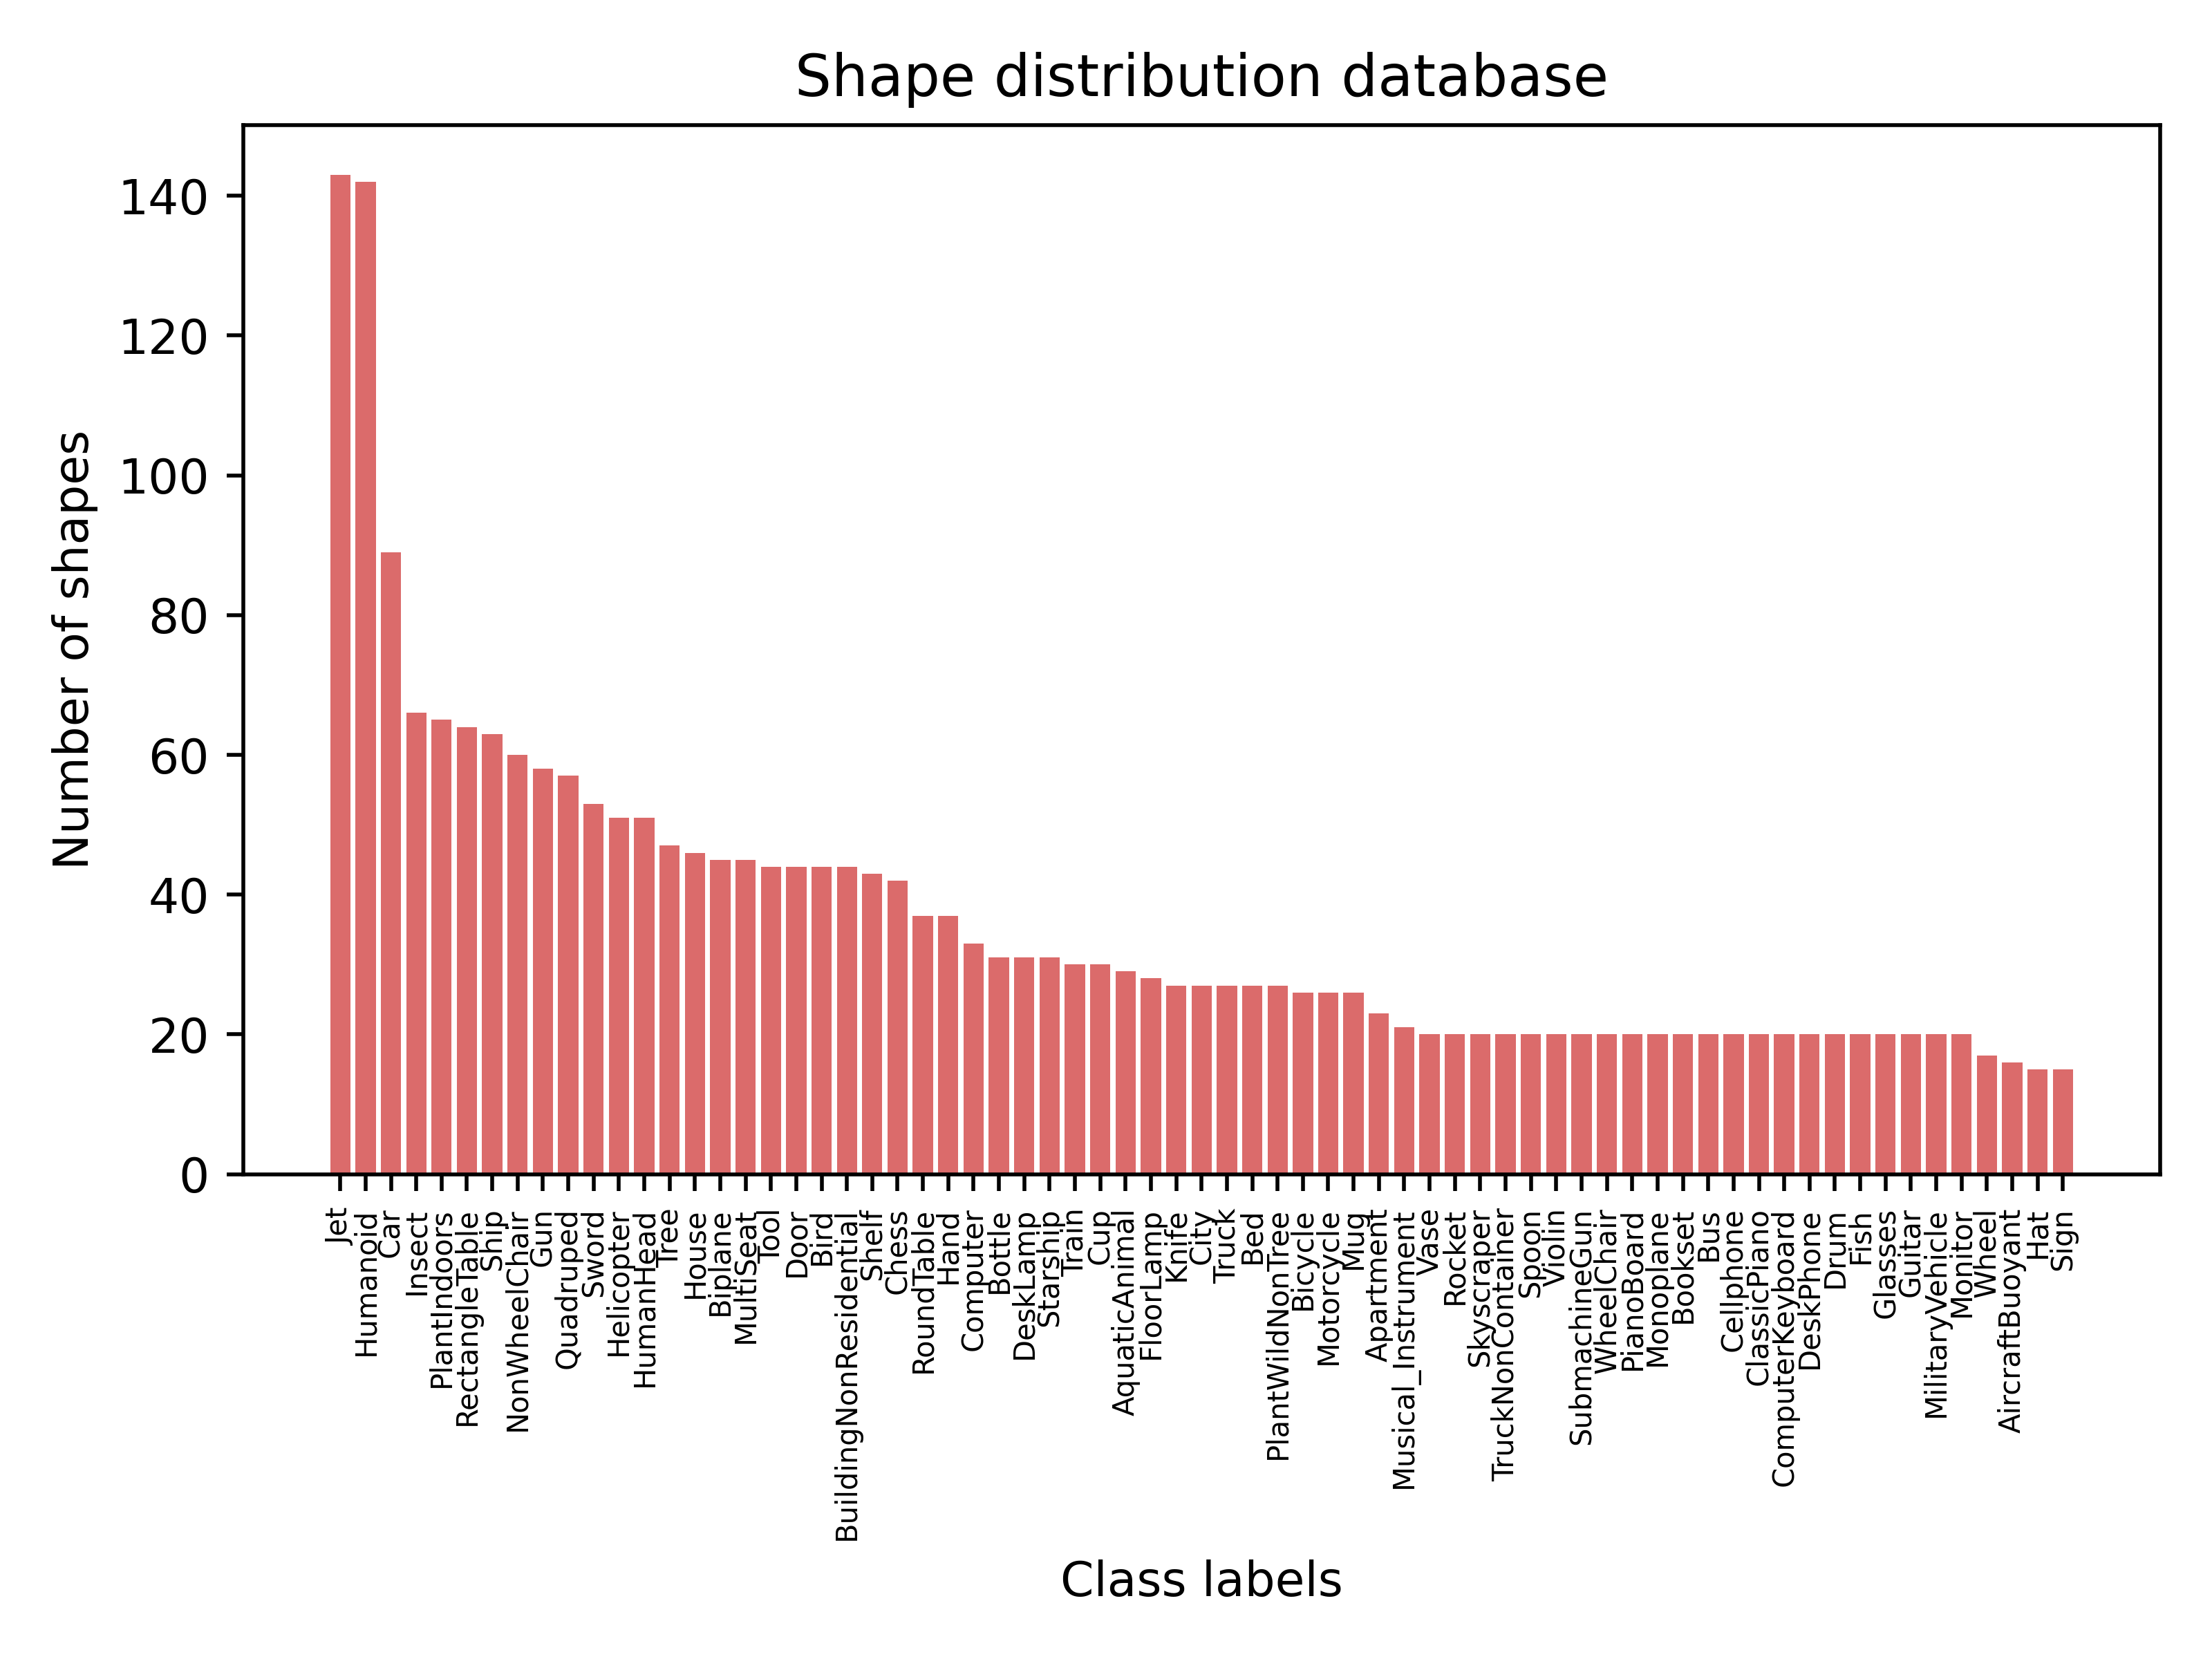 Shape distribution database
Number of shapes
140
120
100
80
60
40
20
0
Jet
Humanoid
Car
Insect
PlantIndoors
RectangleTable
Ship
NonWheelChair
Gun
Quadruped
Sword
Helicopter
HumanHead
Tree
House
Biplane
MultiSeat
Tool
Door
Bird
BuildingNonResidential
Shelf
Chess
RoundTable
Hand
Computer
Bottle
DeskLamp
Starship
Train
Cup
AquaticAnimal
FloorLamp
Knife
City
Truck
Bed
PlantWildNonTree
Bicycle
Motorcycle
Mug
Apartment
Musical_Instrument
Vase
Rocket
Skyscraper
TruckNonContainer
Spoon
Violin
SubmachineGun
WheelChair
PianoBoard
Monoplane
Bookset
Bus
Cellphone
ClassicPiano
ComputerKeyboard
DeskPhone
Drum
Fish
Glasses
Guitar
MilitaryVehicle
Monitor
Wheel
AircraftBuoyant
Hat
Sign
Class labels